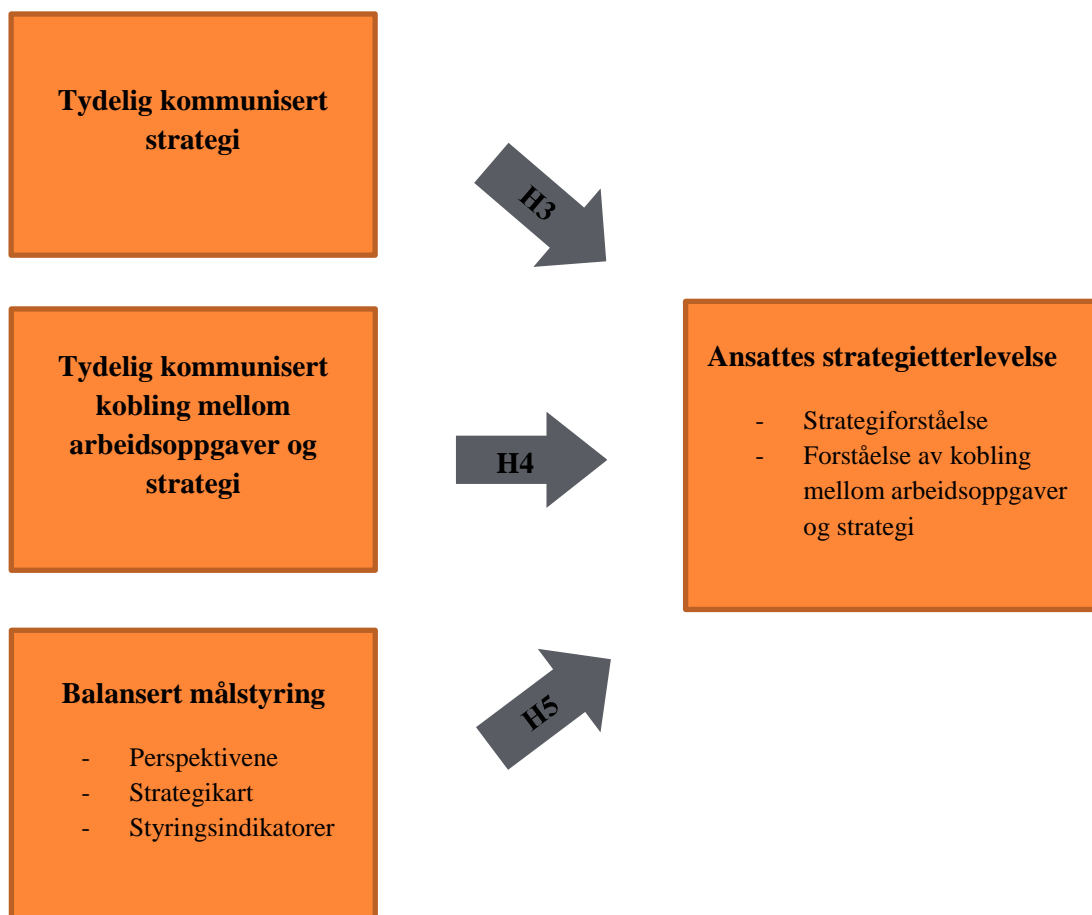 Tydelig kommunisert
strategi
H3
Tydelig kommunisert
kobling mellom
arbeidsoppgaver og
strategi
H4
Balansert målstyring
- Perspektivene
- Strategikart
- Styringsindikatorer
H5
Ansattes strategietterlevelse
- Strategiforståelse
- Forståelse av kobling
mellom arbeidsoppgaver
og strategi